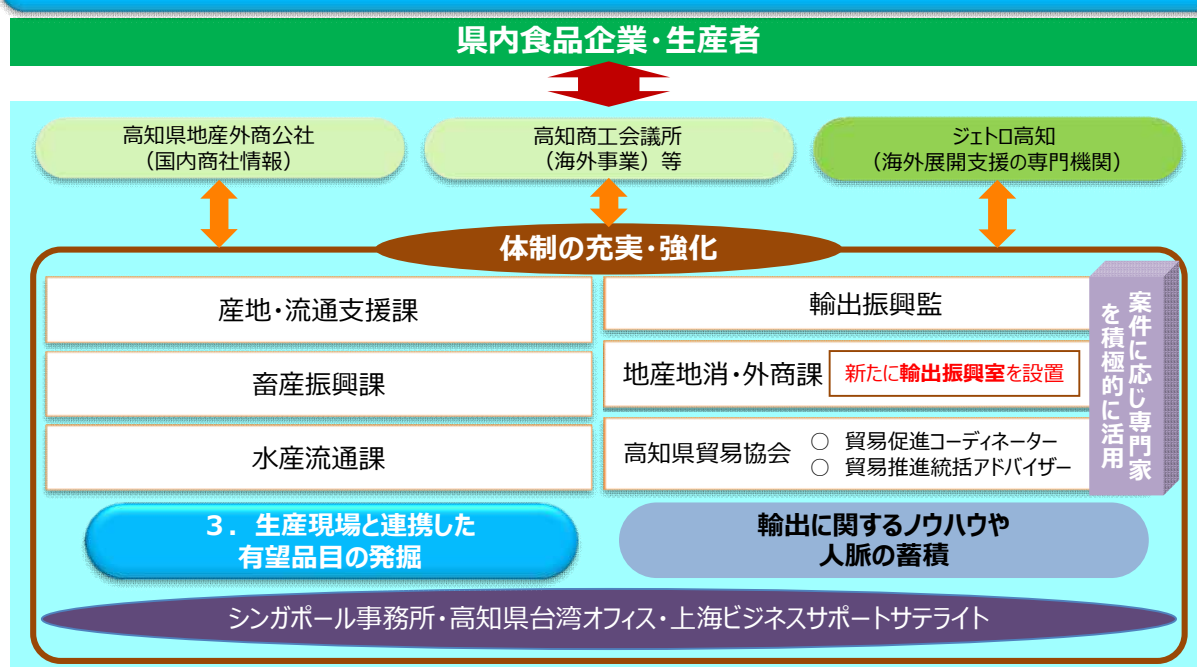 県内食品企業・生産者
高知県地産外商公社
（国内商社情報）
高知商工会議所
（海外事業）等
ジェトロ高知
（海外展開支援の専門機関）
体制の充実・強化
産地・流通支援課
畜産振興課
水産流通課
輸出振興監
地産地消・外商課
新たに輸出振興室を設置
高知県貿易協会
○ 貿易促進コーディネーター
○ 貿易推進統括アドバイザー
案件に応じ専門家
を積極的に活用
３．生産現場と連携した
有望品目の発掘
輸出に関するノウハウや
人脈の蓄積
シンガポール事務所・高知県台湾オフィス・上海ビジネスサポートサテライト